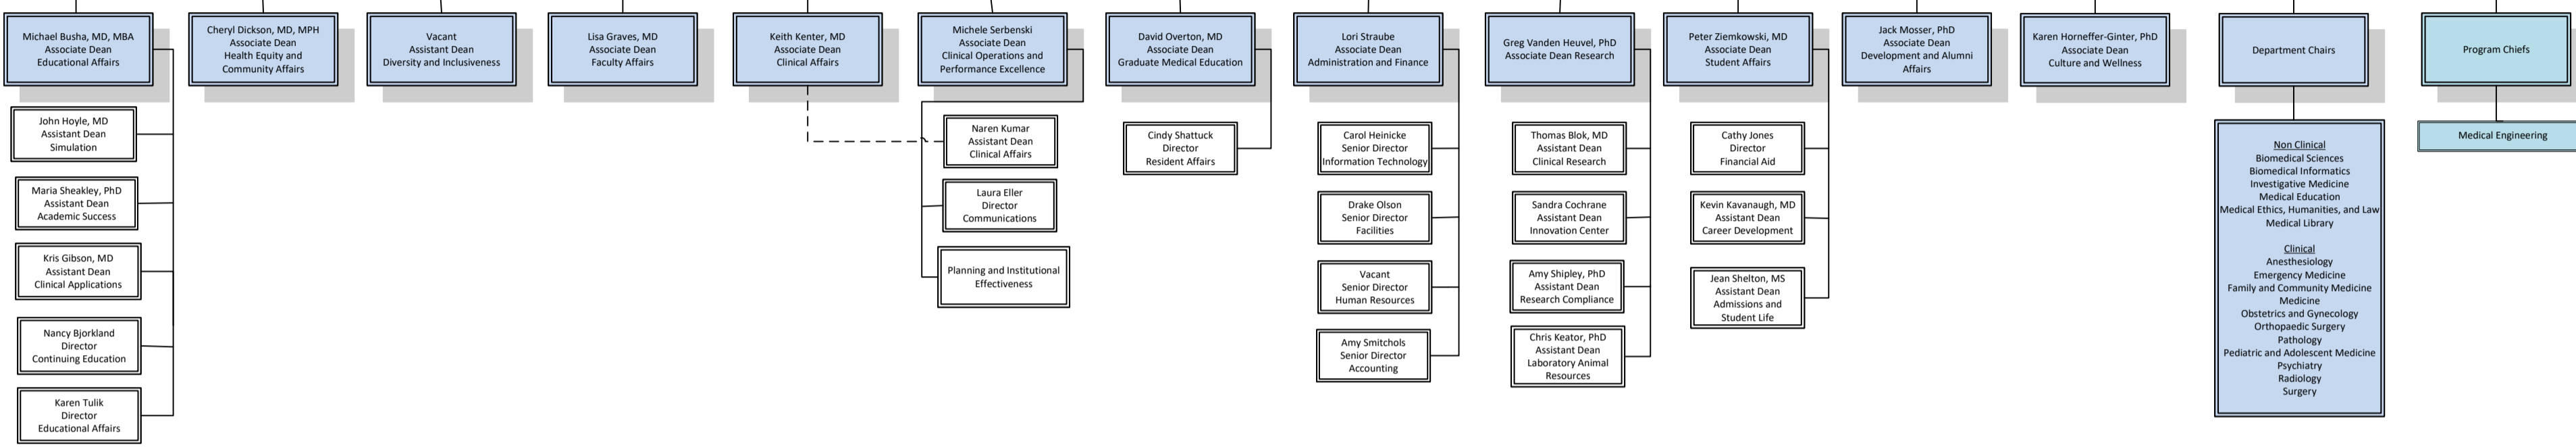 Michael Busha, MD, MBA
Associate Dean
Educational Affairs
John Hoyle, MD
Assistant Dean
Simulation
Maria Sheakley, PhD
Assistant Dean
Academic Success
Kris Gibson, MD
Assistant Dean
Clinical Applications
Nancy Bjorkland
Director
Continuing Education
Karen Tulik
Director
Educational Affairs
Cheryl Dickson, MD, MPH
Associate Dean
Health Equity and
Community Affairs
Vacant
Assistant Dean
Diversity and Inclusiveness
Lisa Graves, MD
Associate Dean
Faculty Affairs
Keith Kenter, MD
Associate Dean
Clinical Affairs
Michele Serbenski
Associate Dean
Clinical Operations and
Performance Excellence
Naren Kumar
Assistant Dean
Clinical Affairs
Laura Eller
Director
Communications
Planning and Institutional
Effectiveness
David Overton, MD
Associate Dean
Graduate Medical Education
Cindy Shattuck
Director
Resident Affairs
Lori Straube
Associate Dean
Administration and Finance
Carol Heinicke
Senior Director
Information Technology
Drake Olson
Senior Director
Facilities
Vacant
Senior Director
Human Resources
Amy Smitchols
Senior Director
Accounting
Greg Vanden Heuvel, PhD
Associate Dean Research
Thomas Blok, MD
Assistant Dean
Clinical Research
Sandra Cochrane
Assistant Dean
Innovation Center
Amy Shipley, PhD
Assistant Dean
Research Compliance
Chris Keator, PhD
Assistant Dean
Laboratory Animal
Resources
Peter Ziemkowski, MD
Associate Dean
Student Affairs
Cathy Jones
Director
Financial Aid
Kevin Kavanaugh, MD
Assistant Dean
Career Development
Jean Shelton, MS
Assistant Dean
Admissions and
Student Life
Jack Mosser, PhD
Associate Dean
Development and Alumni
Affairs
Karen Horneffer-Ginter, PhD
Associate Dean
Culture and Wellness
Department Chairs
Non Clinical
Biomedical Sciences
Biomedical Informatics
Investigative Medicine
Medical Education
Medical Ethics, Humanities, and Law
Medical Library
Clinical
Anesthesiology
Emergency Medicine
Family and Community Medicine
Medicine
Obstetrics and Gynecology
Orthopaedic Surgery
Pathology
Pediatric and Adolescent Medicine
Psychiatry
Radiology
Surgery
Program Chiefs
Medical Engineering